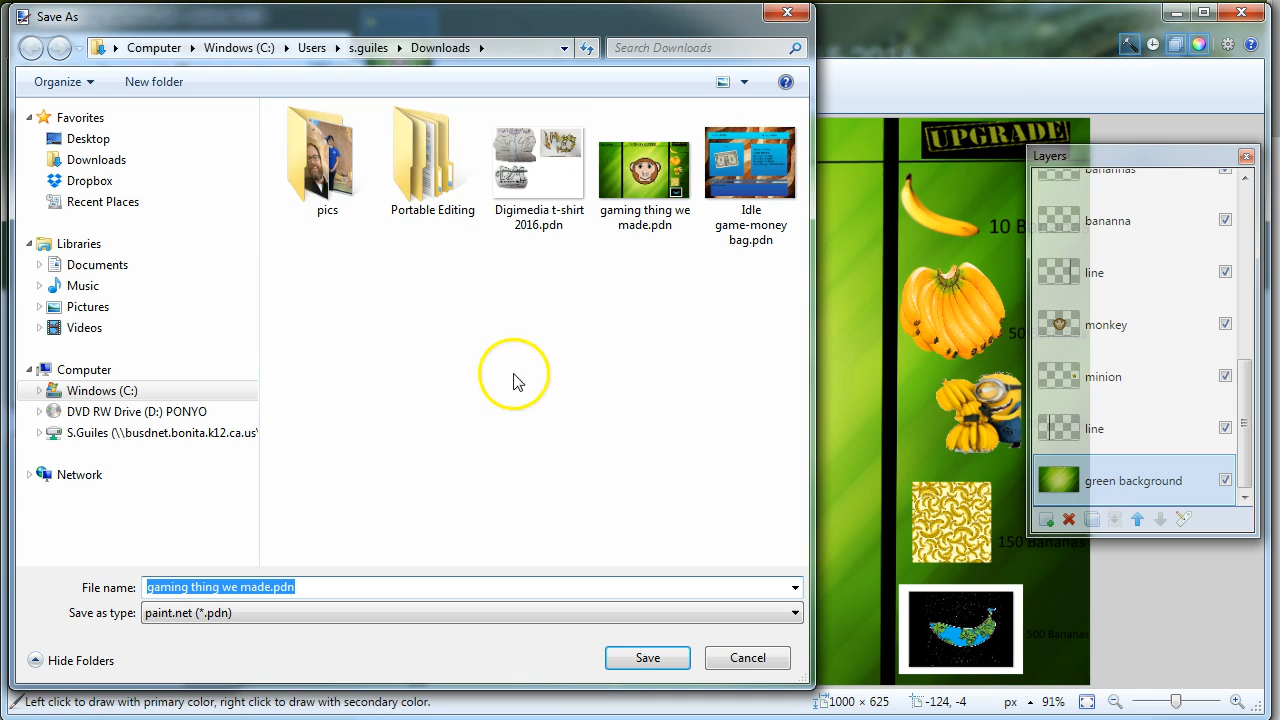 Save As
Computer Windows (C:) Users s.guiles Downloads
Search Downloads
Organize New folder
Favorites
Desktop
Downloads
Dropbox
Recent Places
Libraries
Documents
Music
Pictures
Videos
Computer
Windows (C:)
DVD RW Drive (D:) PONYO
S.Guiles (\\busdnet.bonita.k12.ca.us\
Network
pics
Portable Editing
Digimedia t-shirt
2016.pdn
gaming thing we
made.pdn
Idle
game-money
bag.pdn
File name: gaming thing we made.pdn
Save as type: paint.net (*.pdn)
Hide Folders
Save Cancel
UPGRADE
10 B
50
150 Bananas
500 Bananas
Layers
banannas
bananna
line
monkey
minion
line
green background
Left click to draw in in primary color, right click to draw with secondary color.
1000 × 625 -124, -4 px 91%